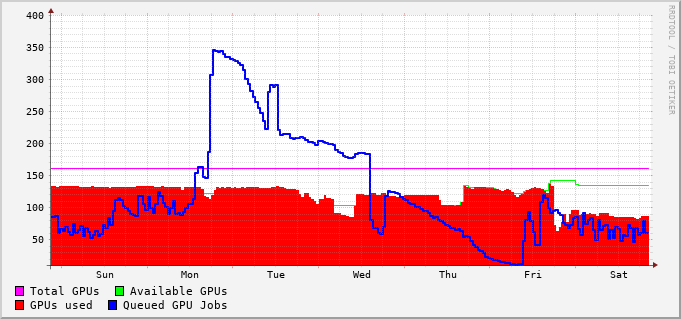 400
350
300
250
200
150
100
50
Sun Mon Tue Wed Thu Fri Sat
Total GPUs Available GPUs
GPUs used Queued GPU Jobs
RRDTOOL / TOBI OETIKER